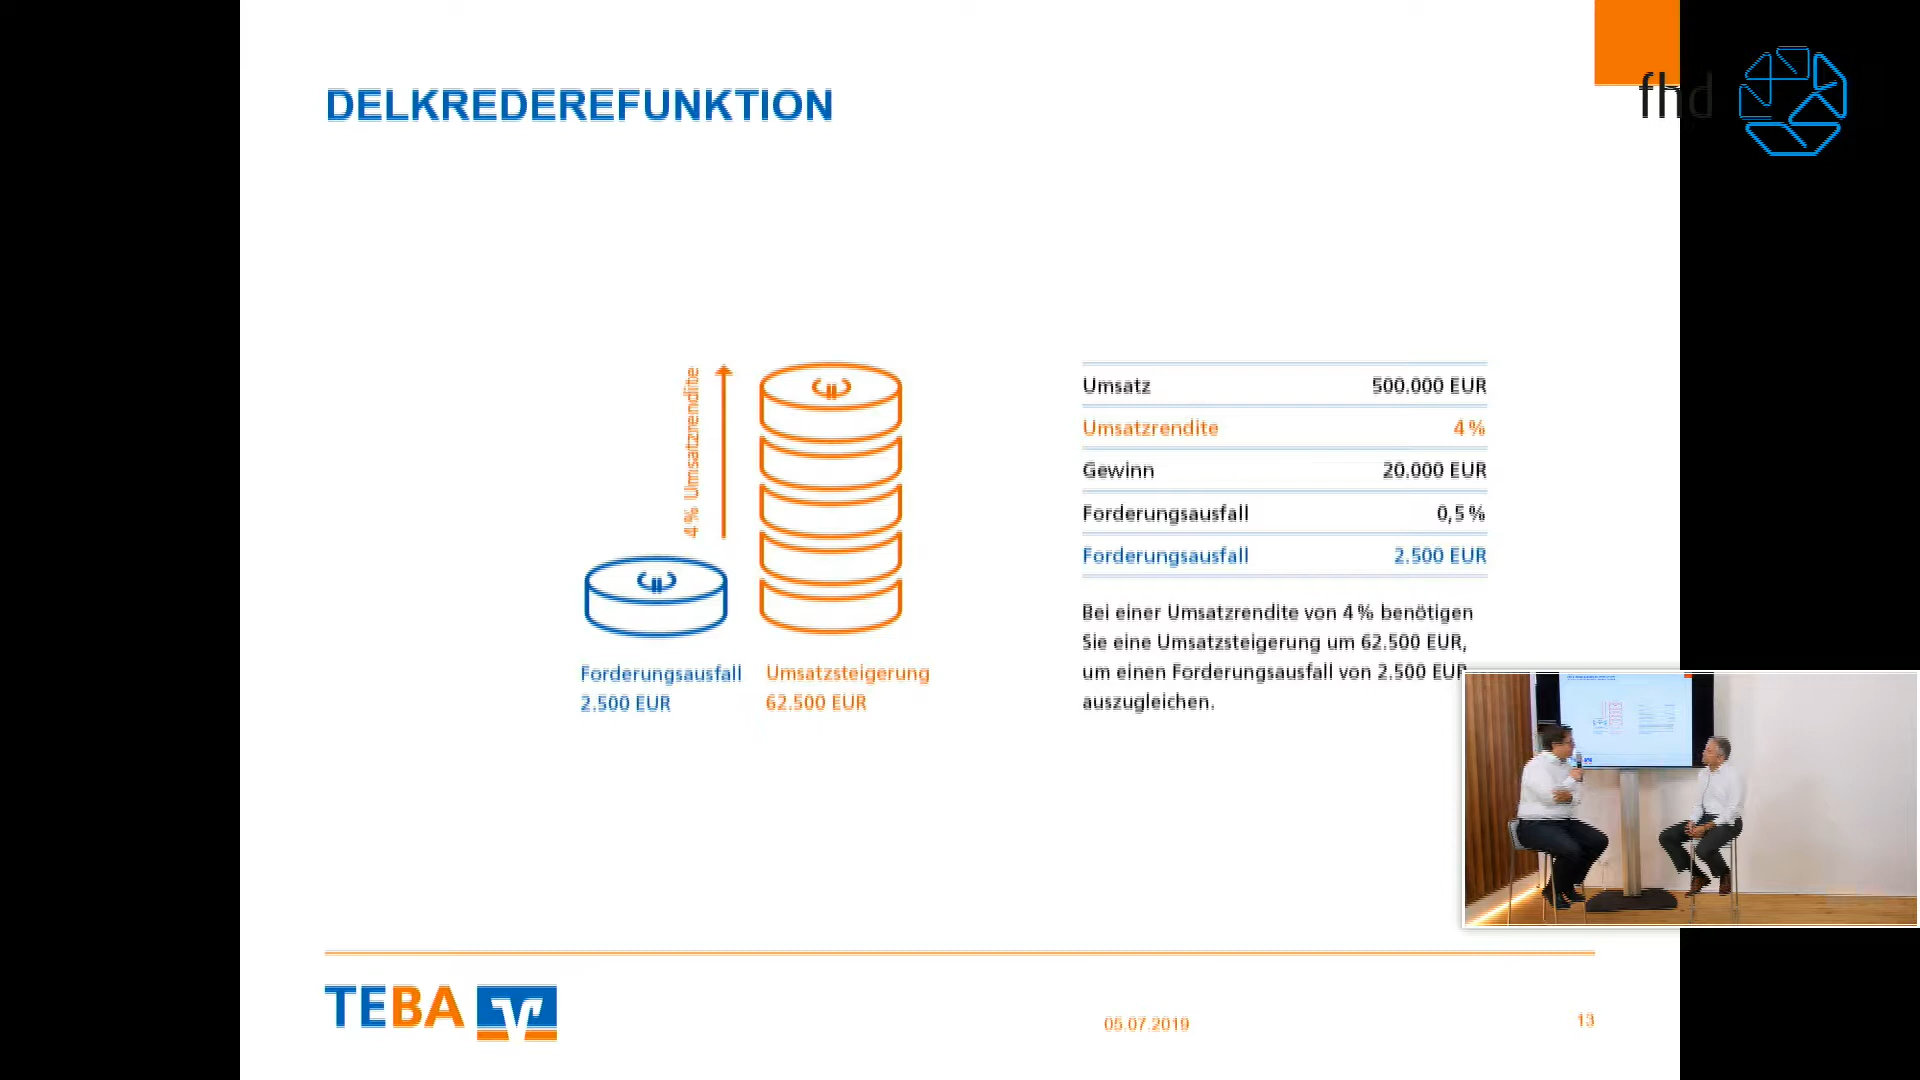 DELKREDEREFUNKTION
fhd
4 % Umsatzrendite
Forderungsausfall
2.500 EUR
Umsatzsteigerung
62.500 EUR
Umsatz 500.000 EUR
Umsatzrendite 4 %
Gewinn 20.000 EUR
Forderungsausfall 0,5 %
Forderungsausfall 2.500 EUR
Bei einer Umsatzrendite von 4 % benötigen
Sie eine Umsatzsteigerung um 62.500 EUR,
um einen Forderungsausfall von 2.500 EUR
auszugleichen.
TEBA
05.07.2019
13